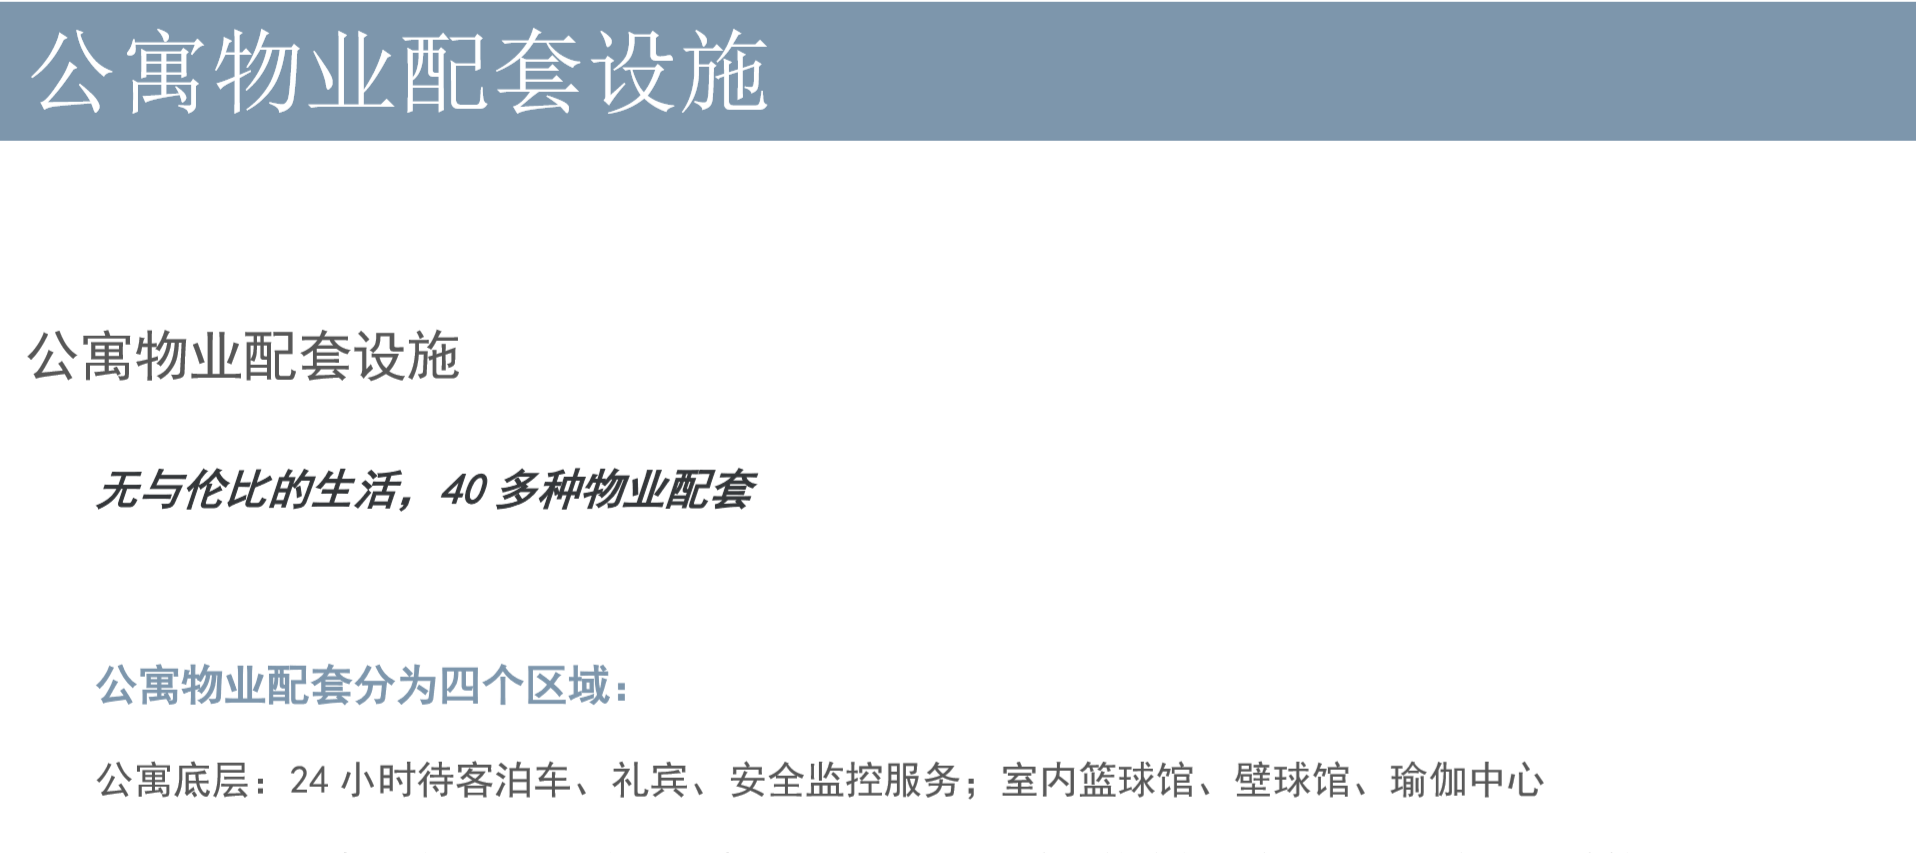 公寓物业配套设施
公寓物业配套设施
无与伦比的生活，40 多种物业配套
公寓物业配套分为四个区域：
公寓底层：24 小时待客泊车、礼宾、安全监控服务；室内篮球馆、壁球馆、瑜伽中心